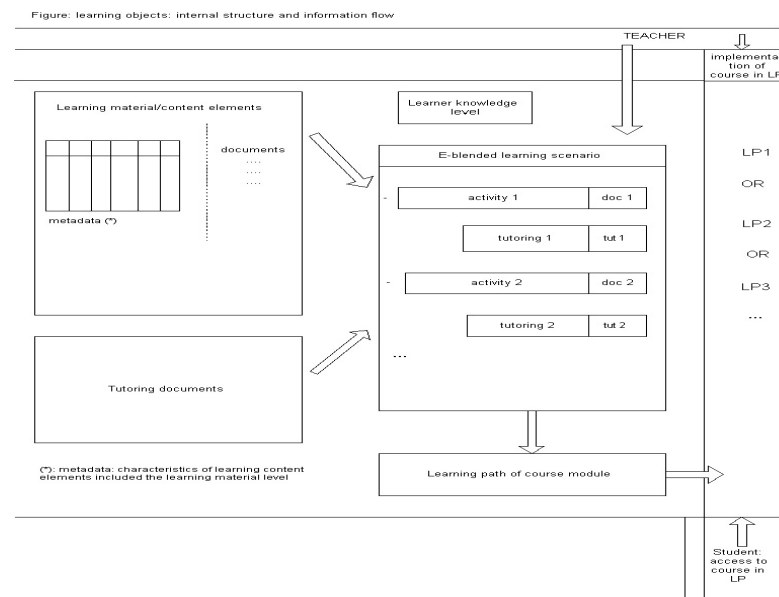 Figure: learning objects: internal structure and information flow
TEACHER
implementa
tion of
course in LP
Learning material/content elements
documents
....
....
....
metadata (*)
Learner knowledge
level
E-blended learning scenario
- activity 1 doc 1
tutoring 1 tut 1
- activity 2 doc 2
tutoring 2 tut 2
...
LP1
OR
LP2
OR
LP3
...
Tutoring documents
(*): metadata: characteristics of learning content
elements included the learning material level
Learning path of course module
Student:
access to
course in
LP